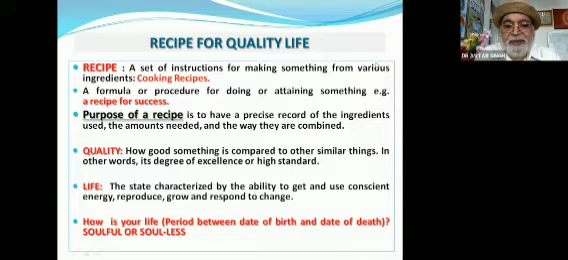 RECIPE FOR QUALITY LIFE
DR AVTAR SINGH
RECIPE : A set of instructions for making something from various
ingredients: Cooking Recipes.
A formula or procedure for doing or attaining something e.g.
a recipe for success.
Purpose of a recipe is to have a precise record of the ingredients
used, the amounts needed, and the way they are combined.
QUALITY: How good something is compared to other similar things. In
other words, its degree of excellence or high standard.
LIFE: The state characterized by the ability to get and use conscient
energy, reproduce, grow and respond to change.
How is your life (Period between date of birth and date of death)?
SOULFUL OR SOUL-LESS